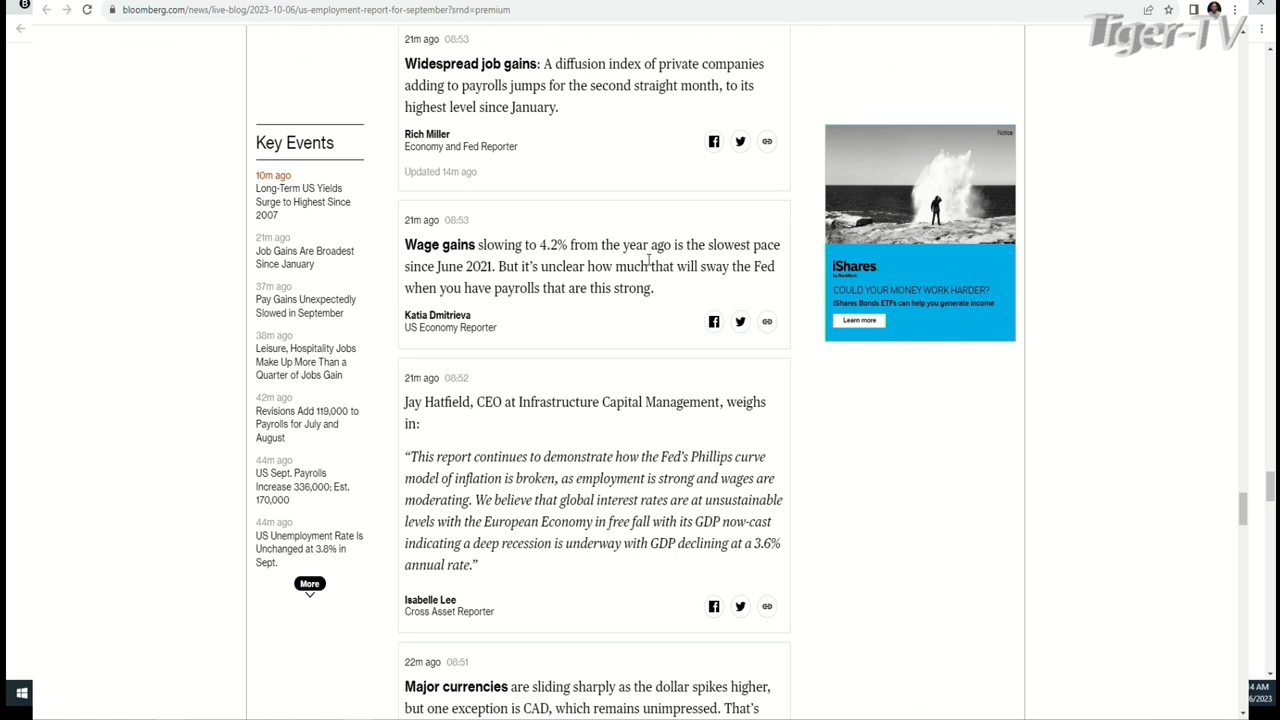 bloomberg.com/news/live-blog/2023-10-06/us-employment-report-for-september?srnd=premium
Tiger-TV
21m ago 08:53
Widespread job gains: A diffusion index of private companies
adding to payrolls jumps for the second straight month, to its
highest level since January.
Rich Miller
Economy and Fed Reporter
Updated 14m ago
Key Events
10m ago
Long-Term US Yields
Surge to Highest Since
2007
21m ago
Job Gains Are Broadest
Since January
37m ago
Pay Gains Unexpectedly
Slowed in September
38m ago
Leisure, Hospitality Jobs
Make Up More Than a
Quarter of Jobs Gain
42m ago
Revisions Add 119,000 to
Payrolls for July and
August
44m ago
US Sept. Payrolls
Increase 336,000; Est.
170,000
44m ago
US Unemployment Rate Is
Unchanged at 3.8% in
Sept.
More
21m ago 08:53
Wage gains slowing to 4.2% from the year ago is the slowest pace
since June 2021. But it's unclear how much that will sway the Fed
when you have payrolls that are this strong.
Katia Dmitrieva
US Economy Reporter
21m ago 08:52
Jay Hatfield, CEO at Infrastructure Capital Management, weighs
in:
“This report continues to demonstrate how the Fed's Phillips curve
model of inflation is broken, as employment is strong and wages are
moderating. We believe that global interest rates are at unsustainable
levels with the European Economy in free fall with its GDP now-cast
indicating a deep recession is underway with GDP declining at a 3.6%
annual rate.”
Isabelle Lee
Cross Asset Reporter
22m ago 08:51
Major currencies are sliding sharply as the dollar spikes higher,
but one exception is CAD, which remains unimpressed. That's
Notice
iShares
by BlackRock
COULD YOUR MONEY WORK HARDER?
iShares Bonds ETFs can help you generate income
Learn more
4 AM
6/2023